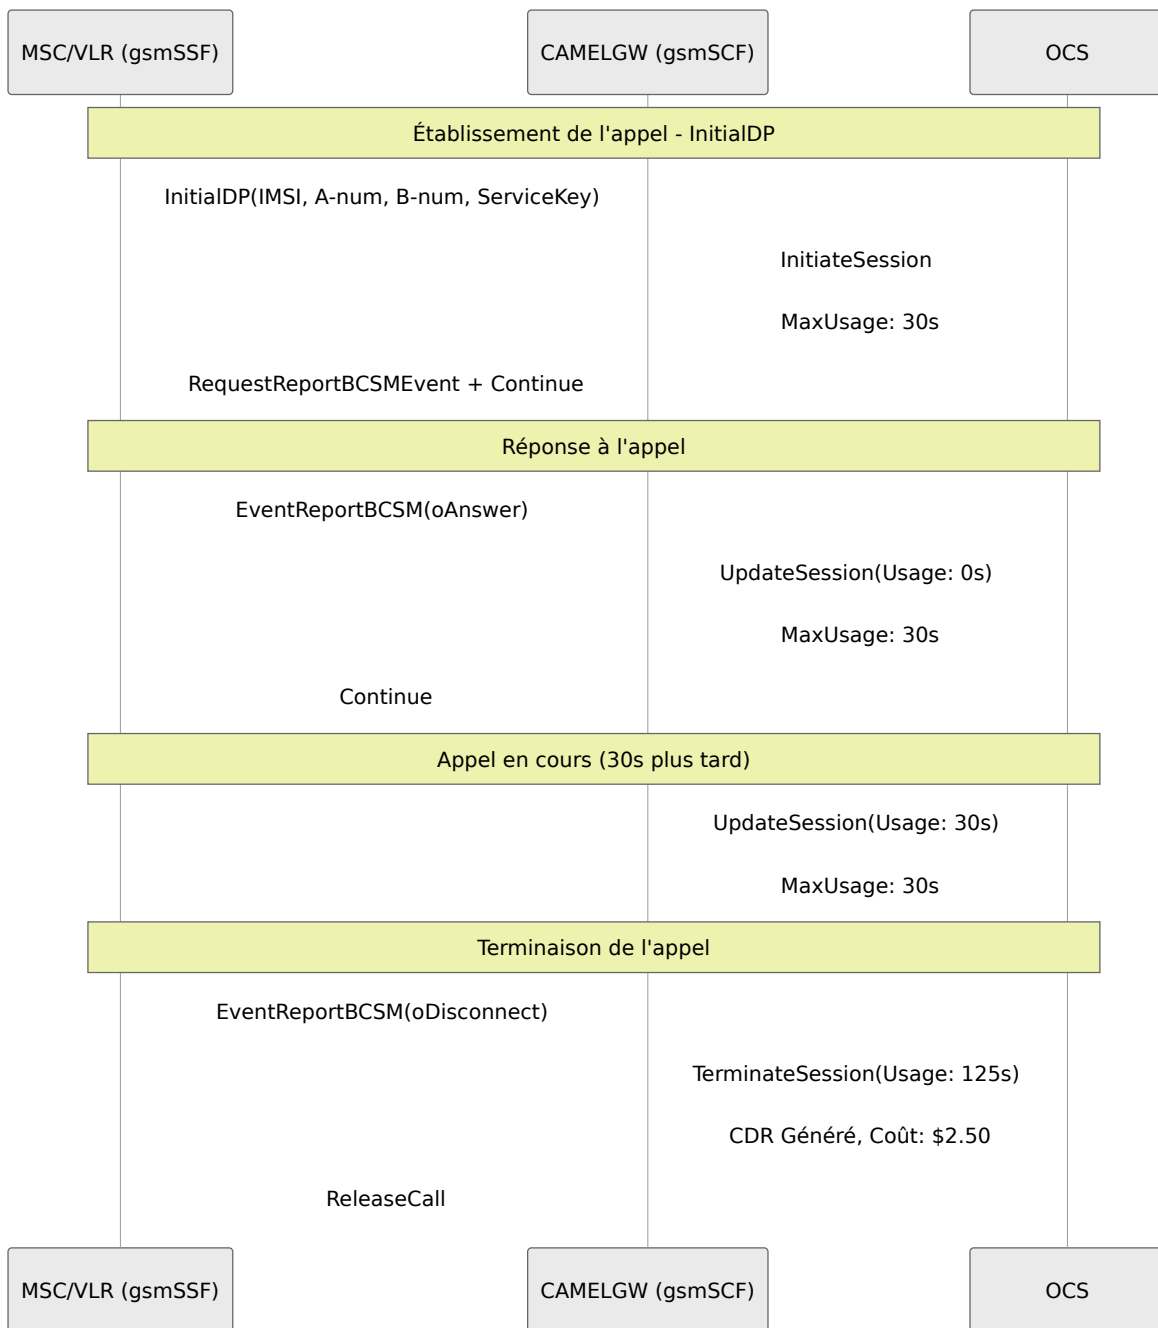 MSC/VLR (gsmSSF)
CAMELGW (gsmSCF)
OCS
Établissement de l'appel - InitialDP
InitialDP(IMSI, A-num, B-num, ServiceKey)
InitiateSession
MaxUsage: 30s
RequestReportBCSMEvent + Continue
Réponse à l'appel
EventReportBCSM(oAnswer)
UpdateSession(Usage: 0s)
MaxUsage: 30s
Continue
Appel en cours (30s plus tard)
UpdateSession(Usage: 30s)
MaxUsage: 30s
Terminaison de l'appel
EventReportBCSM(oDisconnect)
TerminateSession(Usage: 125s)
CDR Généré, Coût: $2.50
ReleaseCall
MSC/VLR (gsmSSF)
CAMELGW (gsmSCF)
OCS